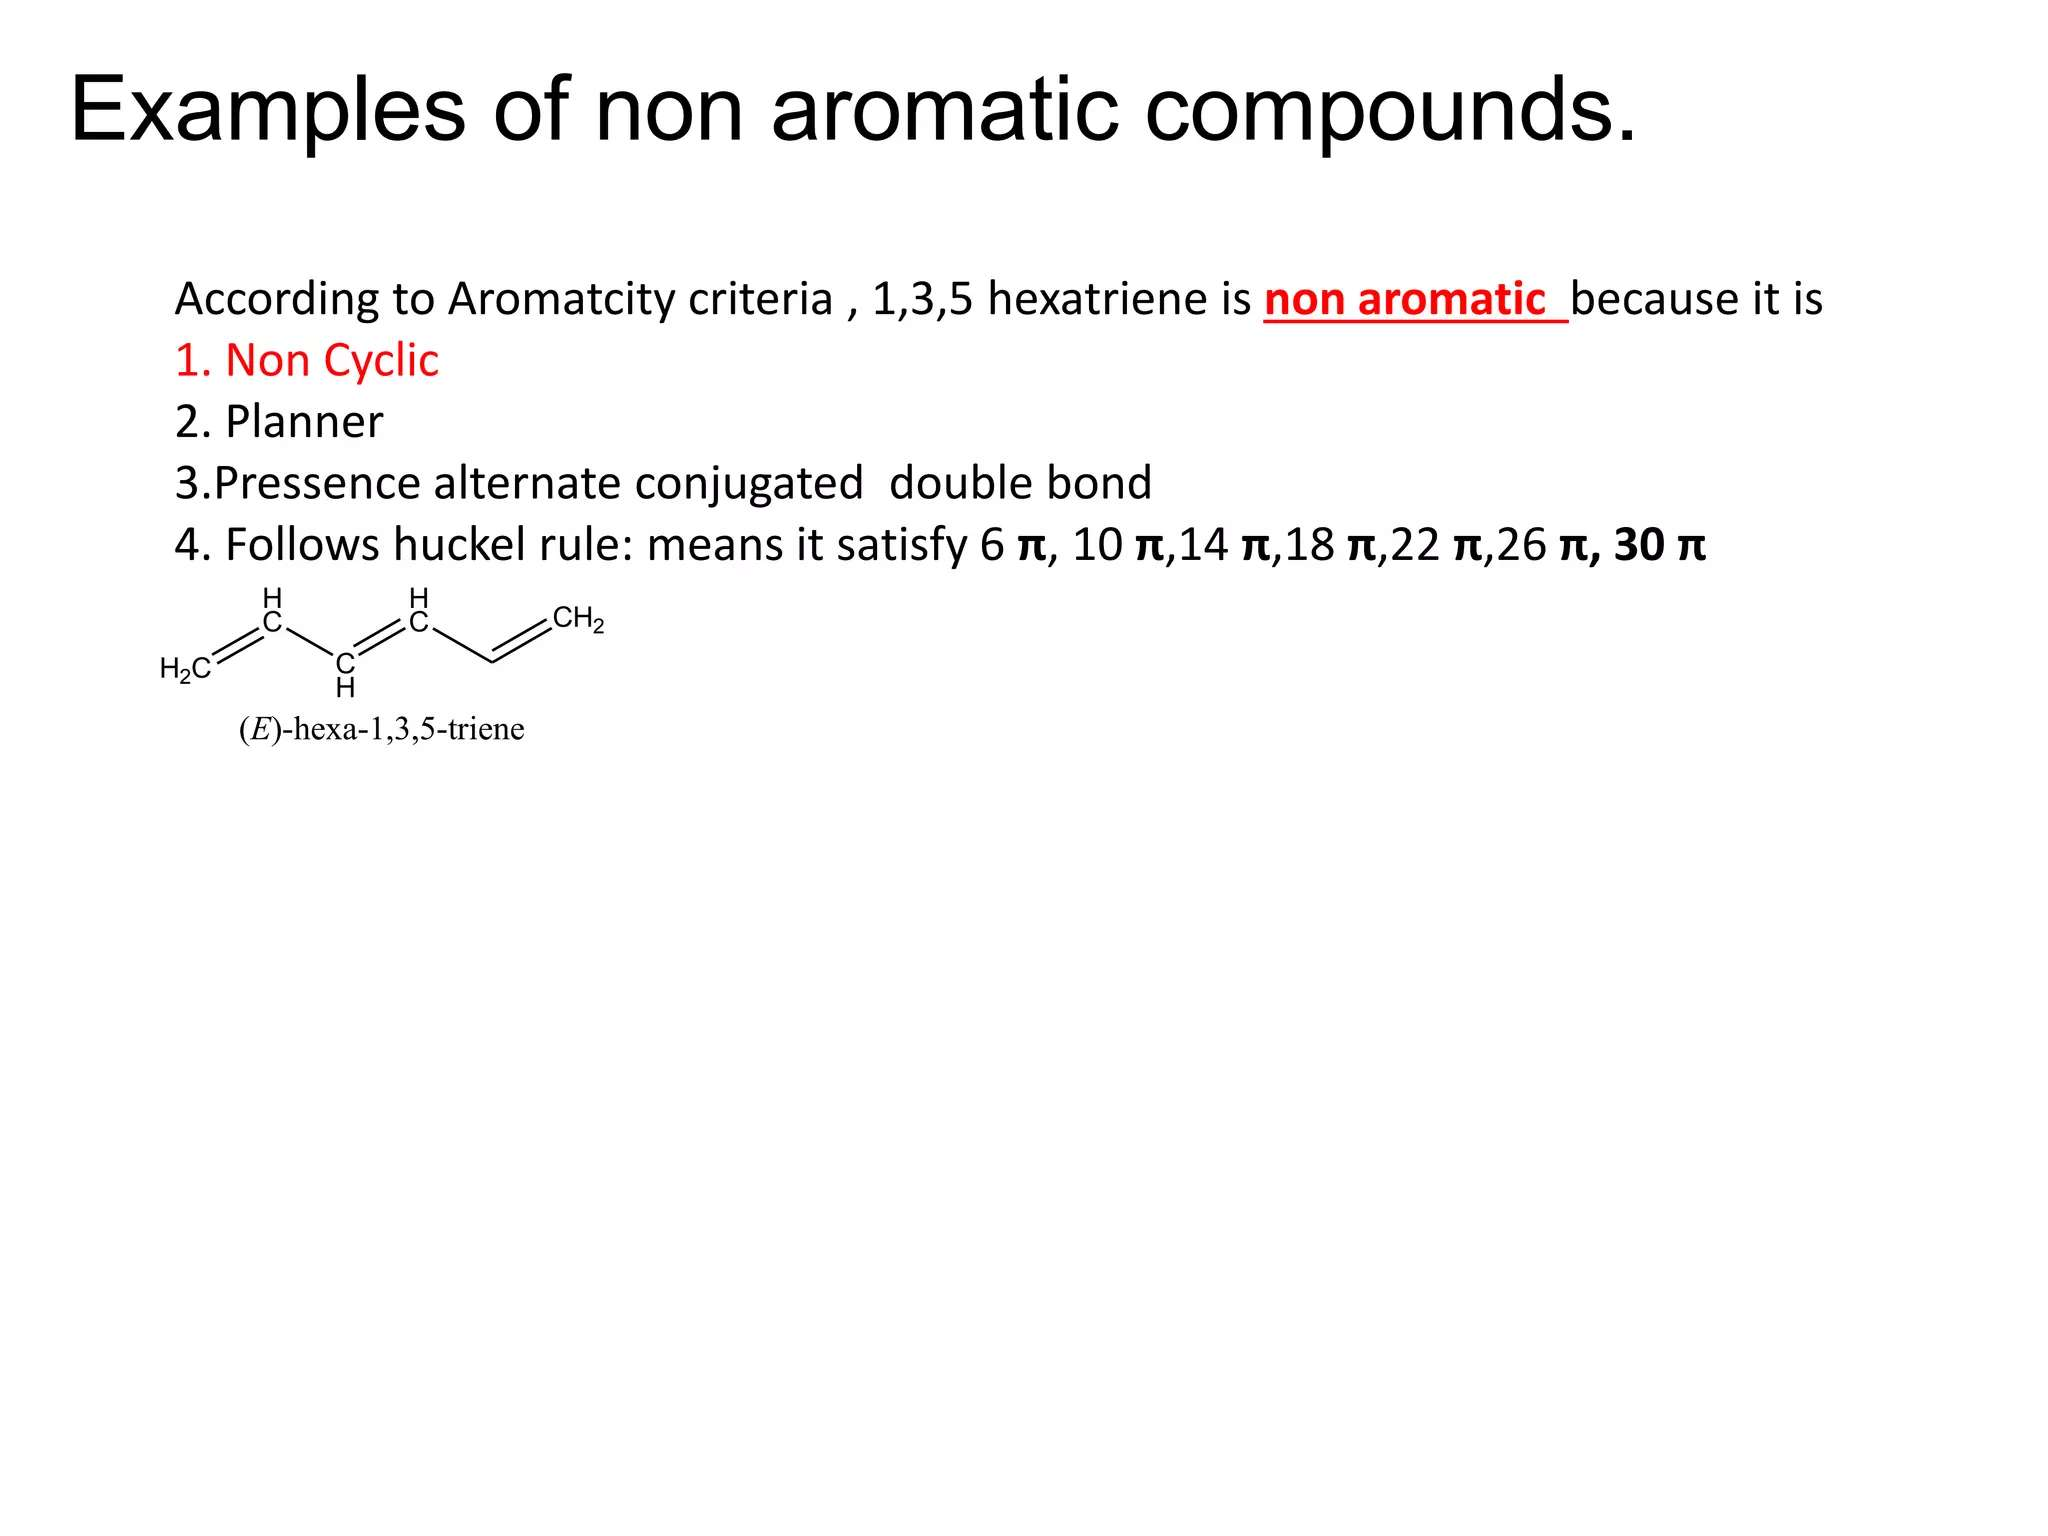 Examples of non aromatic compounds.
According to Aromatcity criteria , 1,3,5 hexatriene is non aromatic because it is
1. Non Cyclic
2. Planner
3.Pressence alternate conjugated double bond
4. Follows huckel rule: means it satisfy 6 π, 10 π,14 π,18 π,22 π,26 π, 30 π
H H
C C CH2
H2C C
H
(E)-hexa-1,3,5-triene